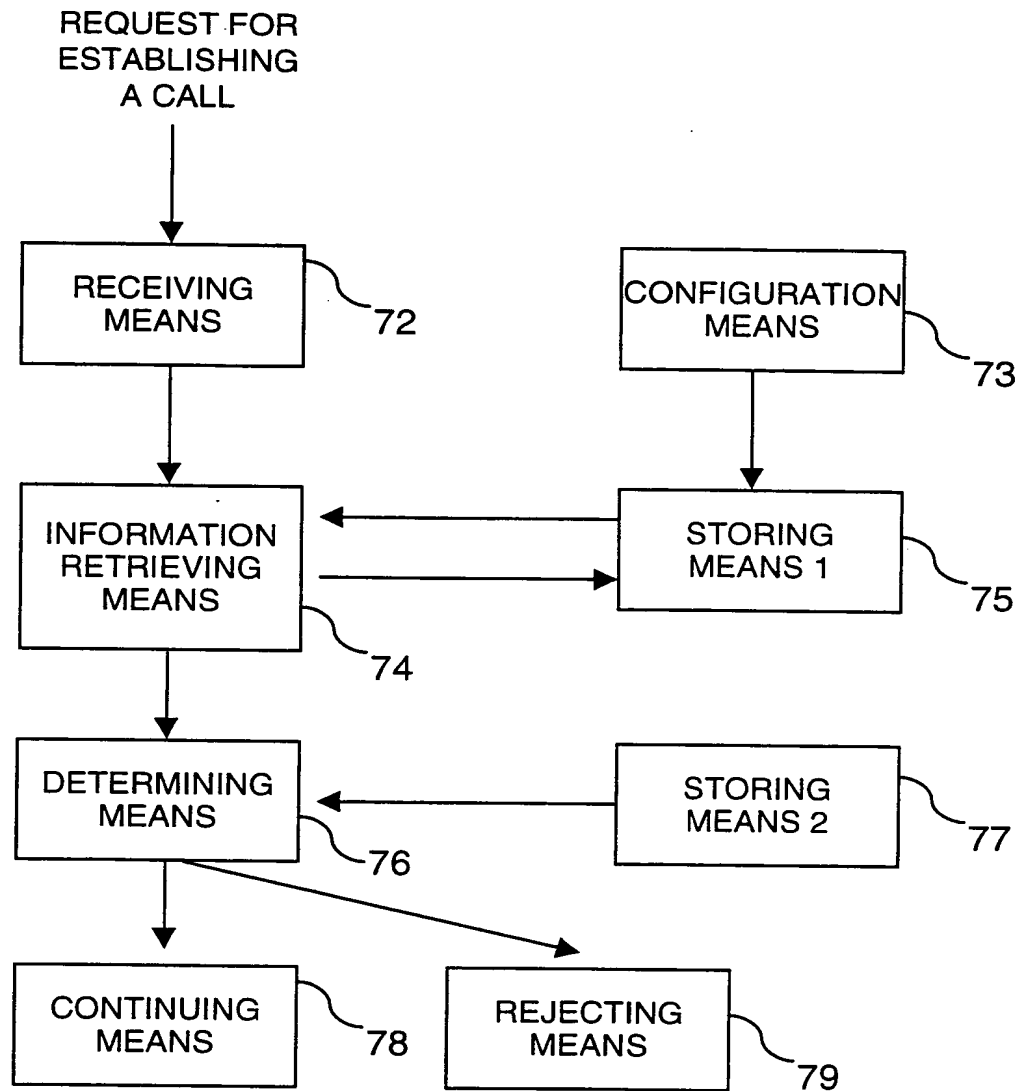 REQUEST FOR
ESTABLISHING
A CALL
RECEIVING
MEANS
72
CONFIGURATION
MEANS
73
INFORMATION
RETRIEVING
MEANS
74
STORING
MEANS 1
75
DETERMINING
MEANS
76
STORING
MEANS 2
77
CONTINUING
MEANS
78
REJECTING
MEANS
79